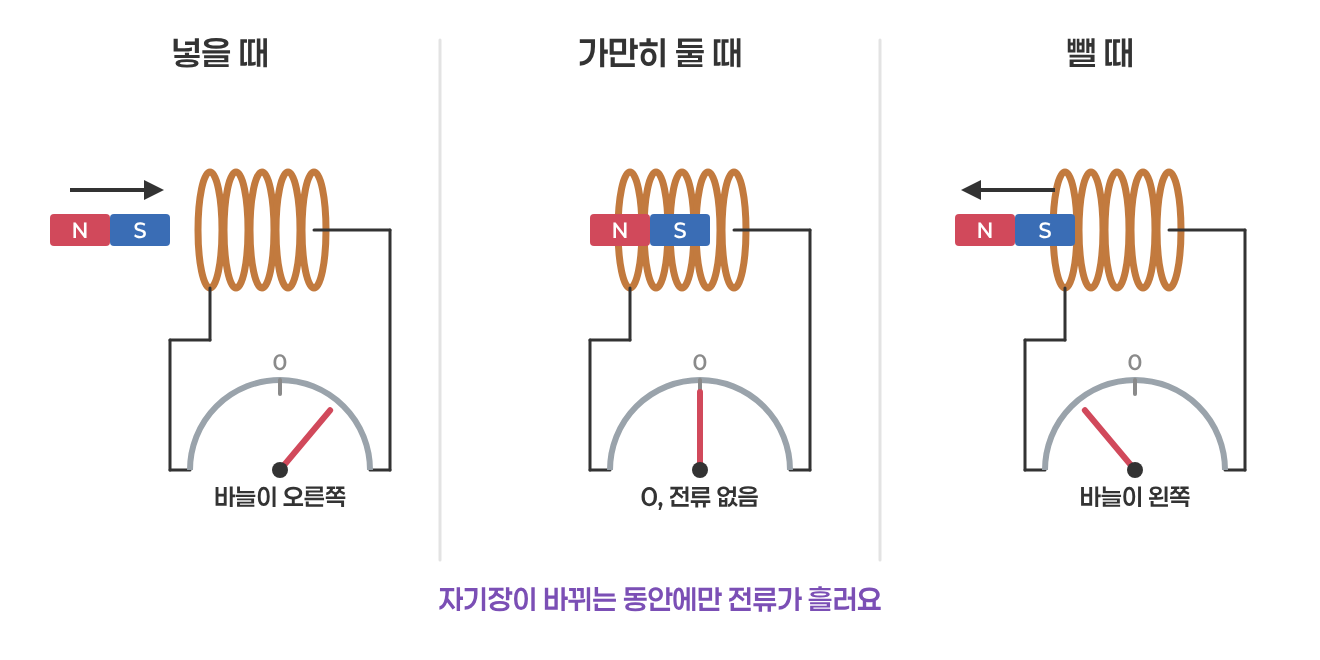 넣을 때
가만히 둘 때
뺄 때
N S
N S
N S
0
0
0
바늘이 오른쪽
0, 전류 없음
바늘이 왼쪽
자기장이 바뀌는 동안에만 전류가 흘러요